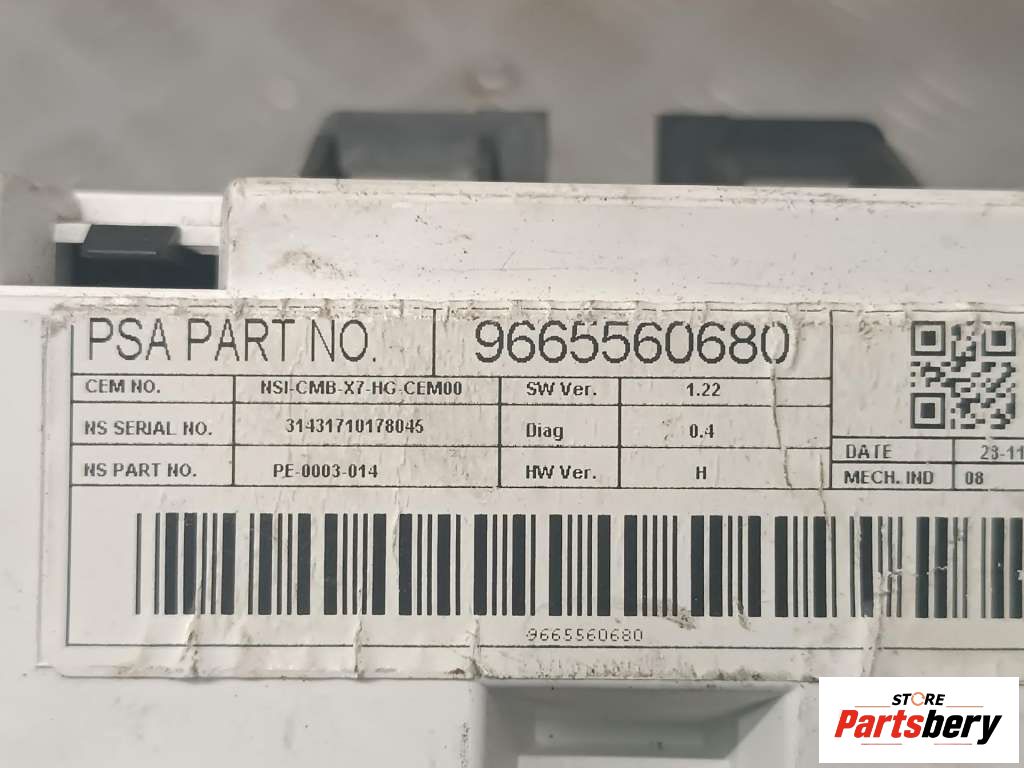 PSA PART NO. 9665560680
CEM NO. NSI-CMB-X7-HG-CEM00 SW Ver. 1.22
NS SERIAL NO. 31431710178045 Diag 0.4
NS PART NO. PE-0003-014 HW Ver. H
DATE
MECH. IND 08
9665560680
STORE
Partsbery